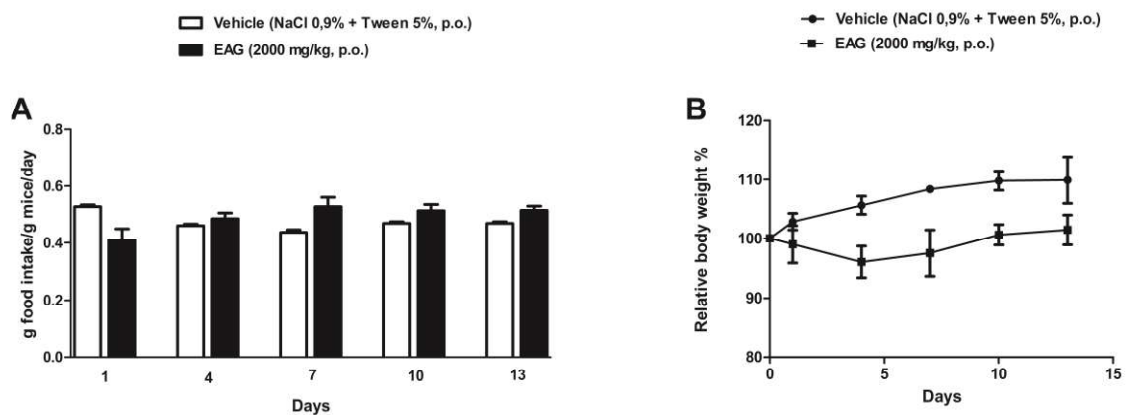 Vehicle (NaCl 0,9% + Tween 5%, p.o.)
EAG (2000 mg/kg, p.o.)
A
g food intake/g mice/day
0.8
0.6
0.4
0.2
0.0
1 4 7 10 13
Days
Vehicle (NaCl 0,9% + Tween 5%, p.o.)
EAG (2000 mg/kg, p.o.)
B
Relative body weight %
120
110
100
90
80
0 5 10 15
Days